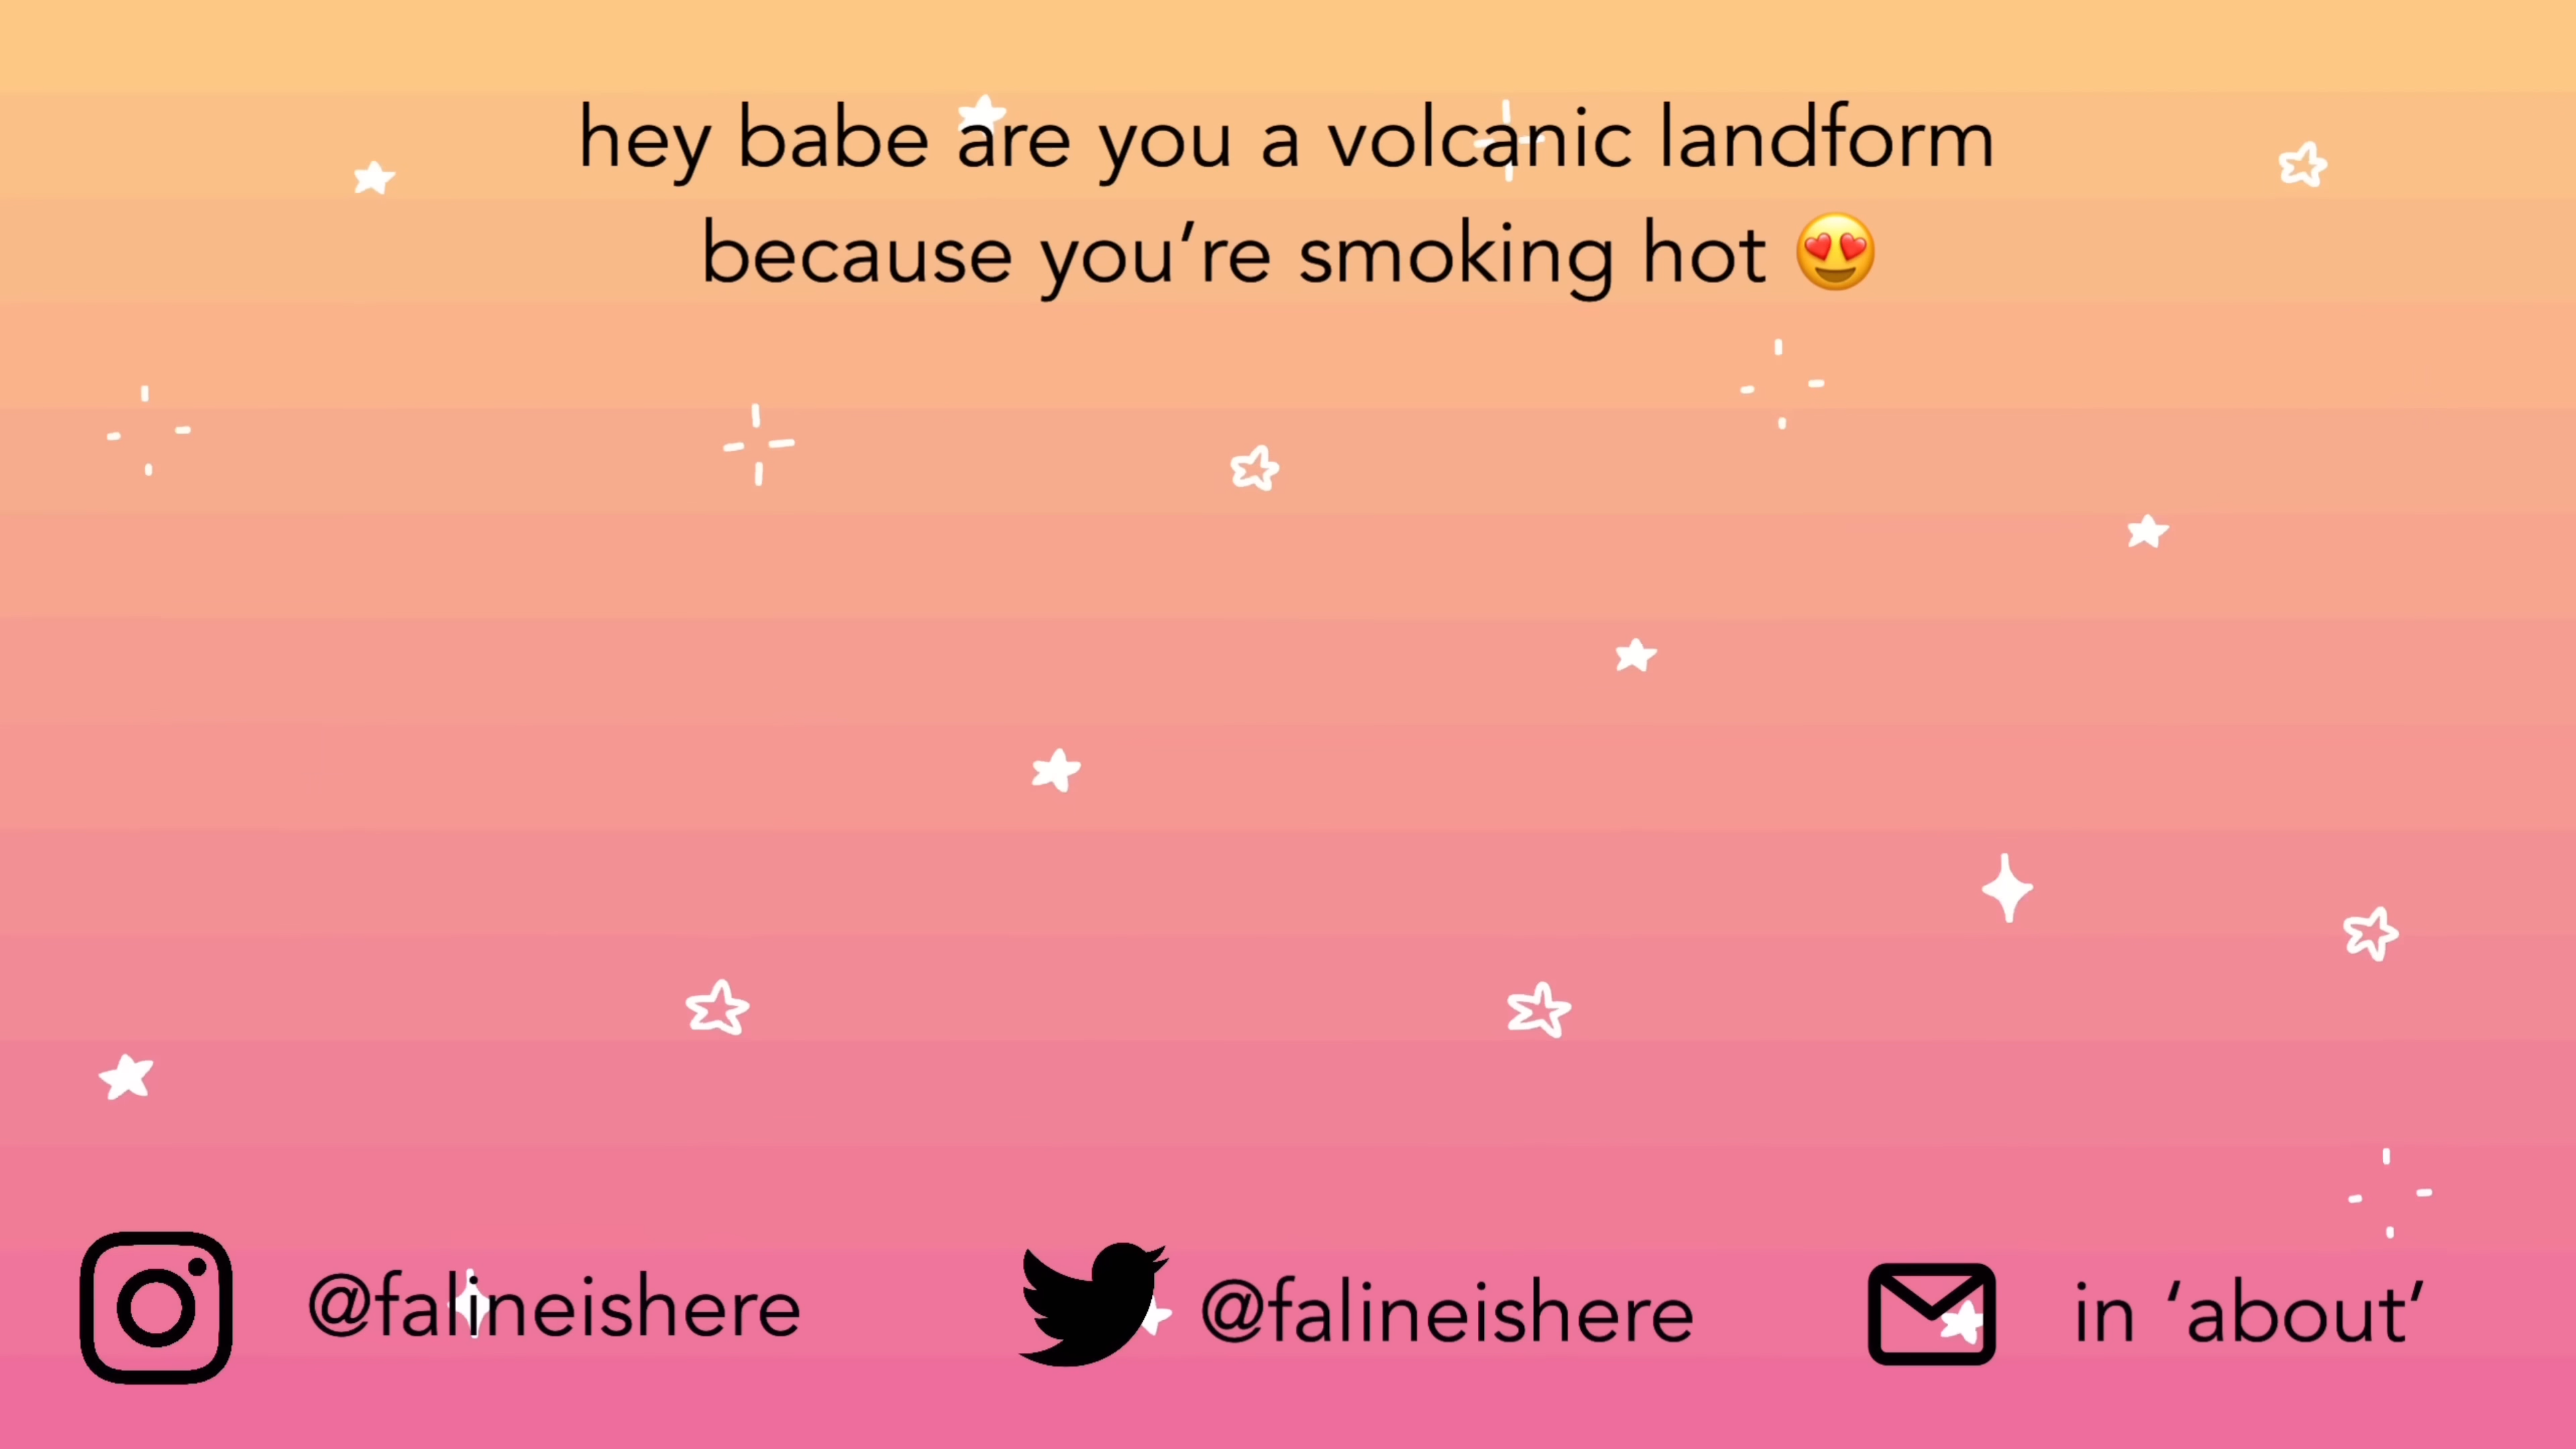 hey babe are you a volcanic landform
because you’re smoking hot 😍
@falineishere
@falineishere
in ‘about’